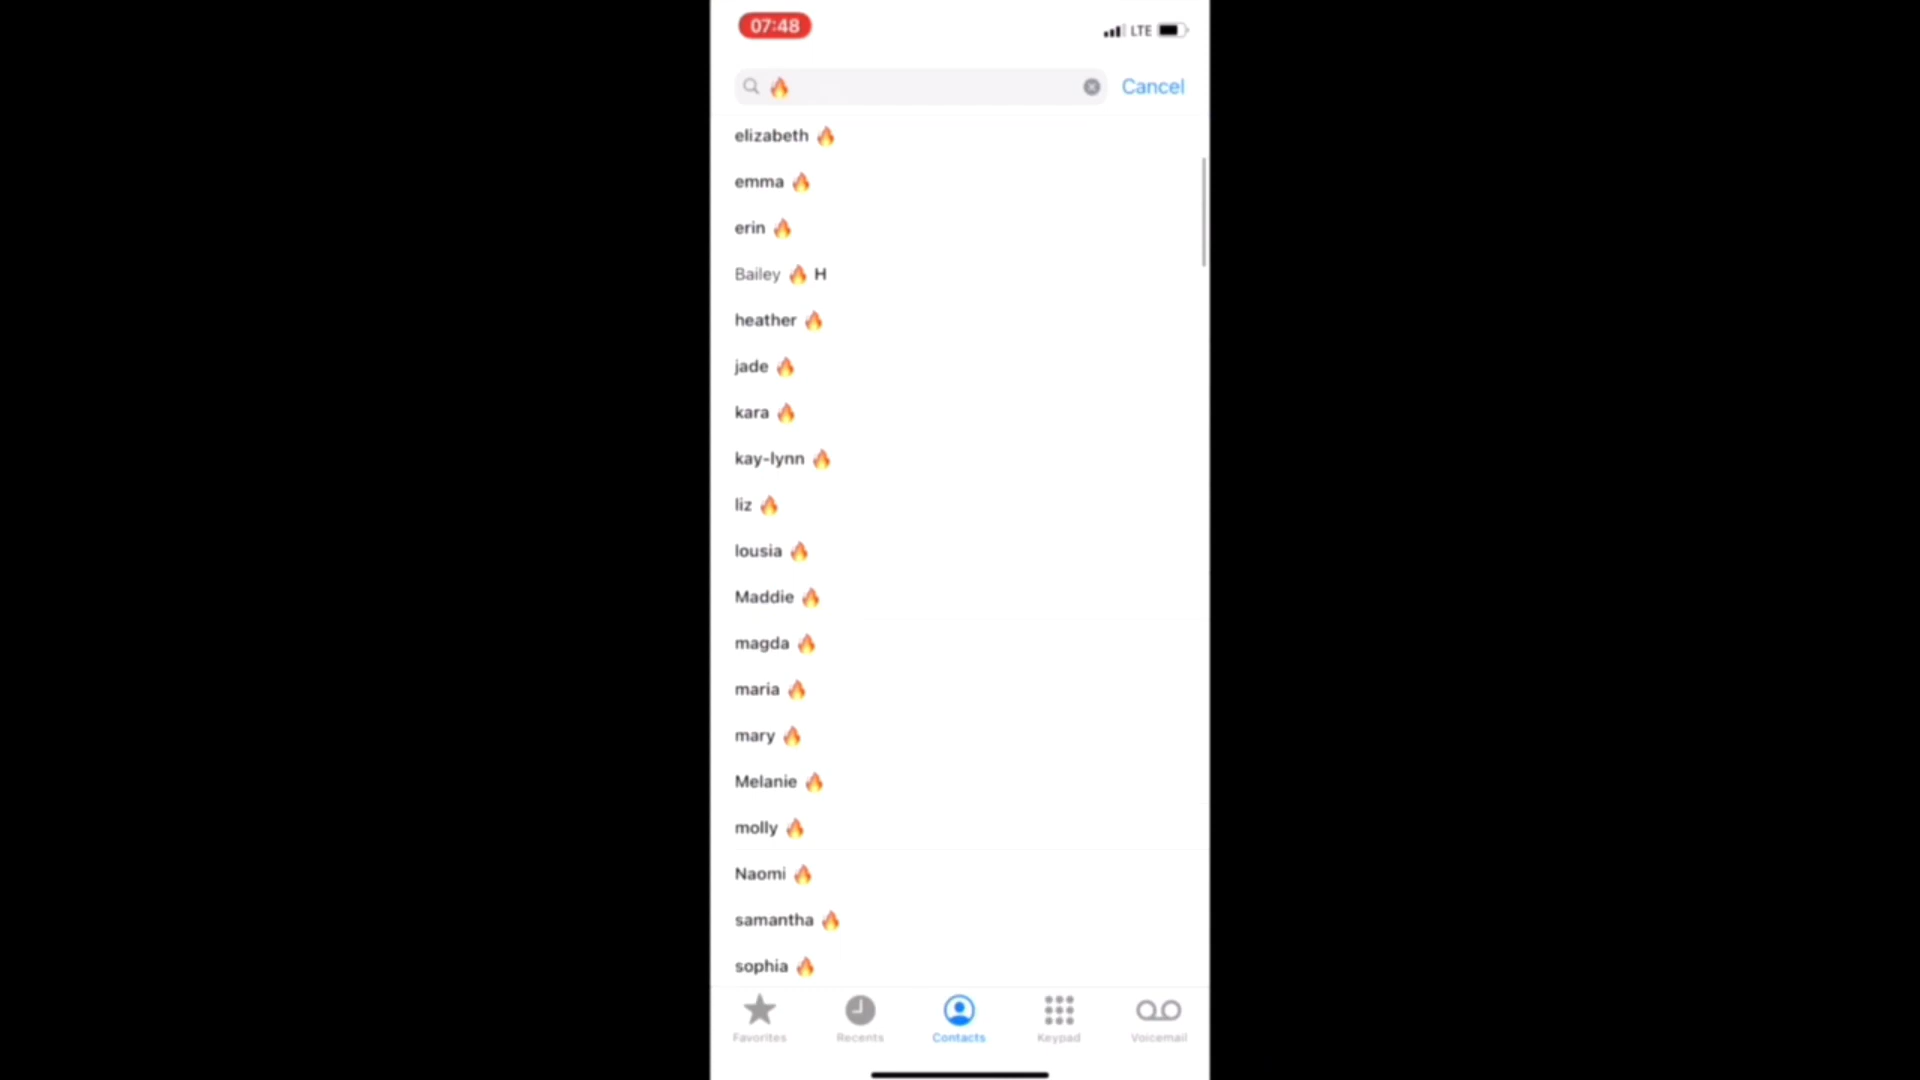 07:48
LTE
🔥
Cancel
elizabeth 🔥
emma 🔥
erin 🔥
Bailey 🔥 H
heather 🔥
jade 🔥
kara 🔥
kay-lynn 🔥
liz 🔥
lousia 🔥
Maddie 🔥
magda 🔥
maria 🔥
mary 🔥
Melanie 🔥
molly 🔥
Naomi 🔥
samantha 🔥
sophia 🔥
Favorites Recents Contacts Keypad Voicemail